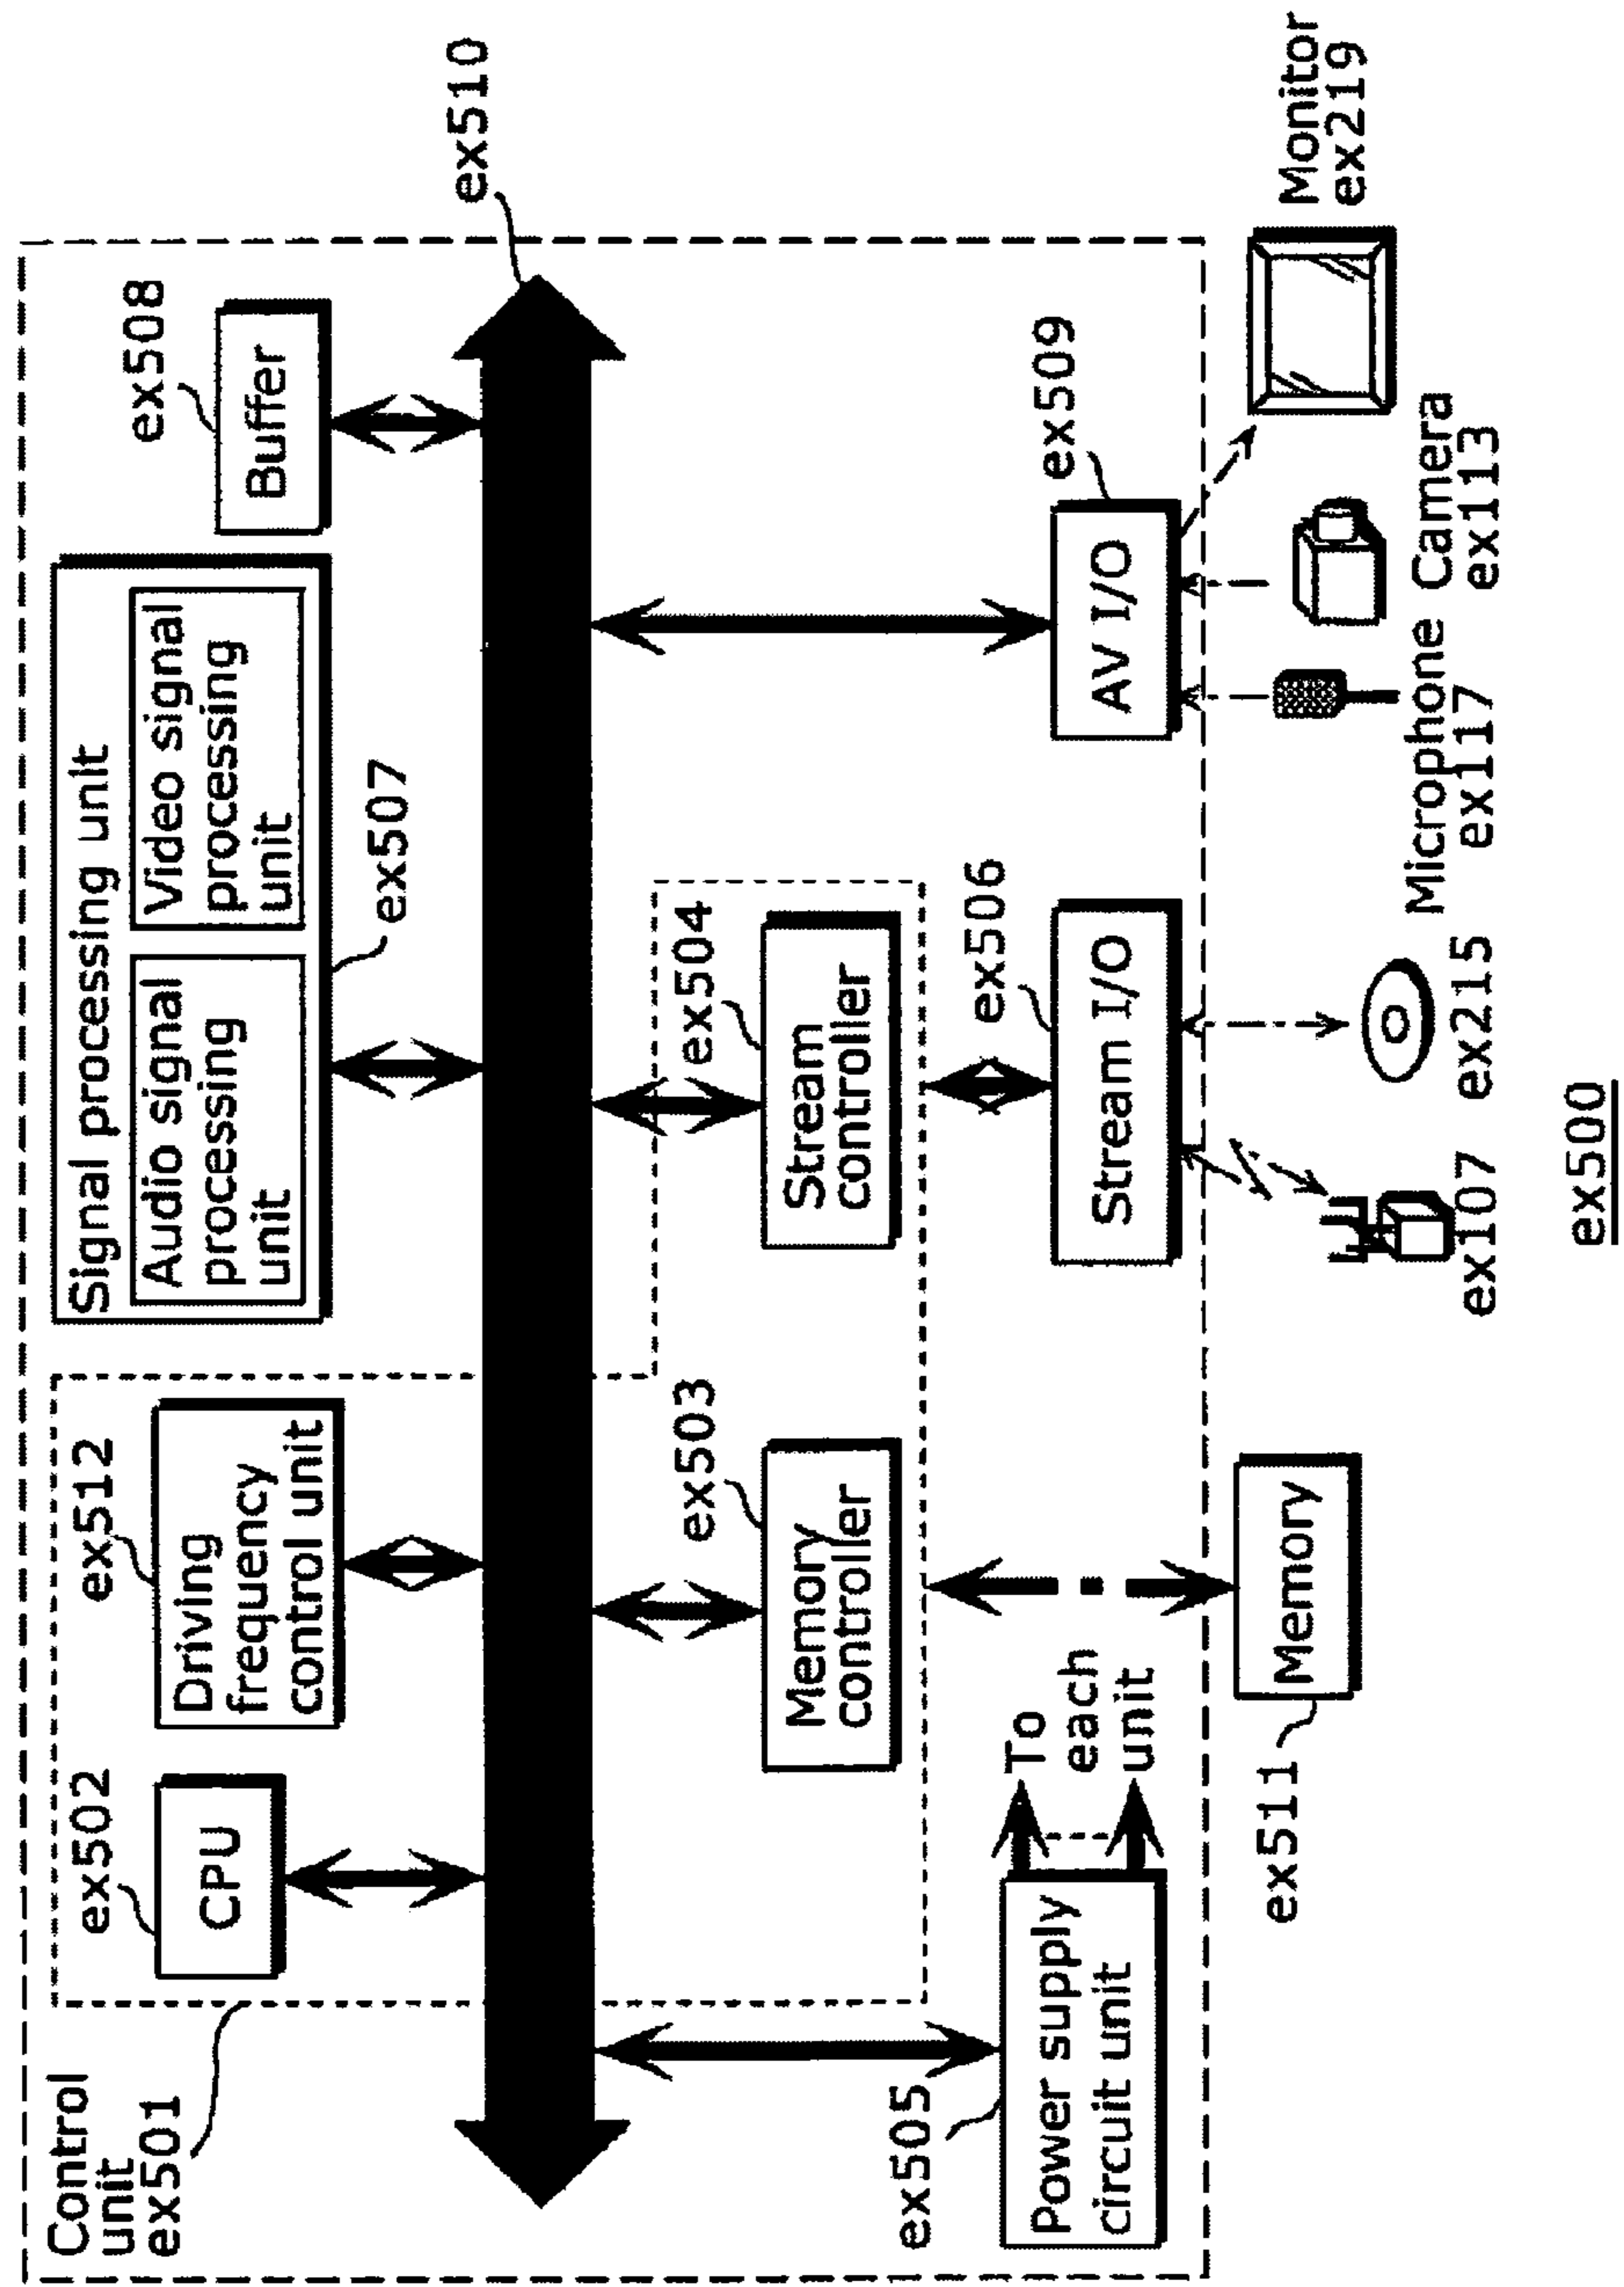 Control
unit
ex501
ex502
CPU
ex512
Driving
frequency
control unit
Signal processing unit
Audio signal
processing
unit
Video signal
processing
unit
ex507
ex508
Buffer
ex510
ex503
Memory
controller
ex504
Stream
controller
ex505
Power supply
circuit unit
To
each
unit
ex506
Stream I/O
ex509
AV I/O
ex511
Memory
ex107
ex215
Microphone
ex117
Camera
ex113
Monitor
ex219
ex500